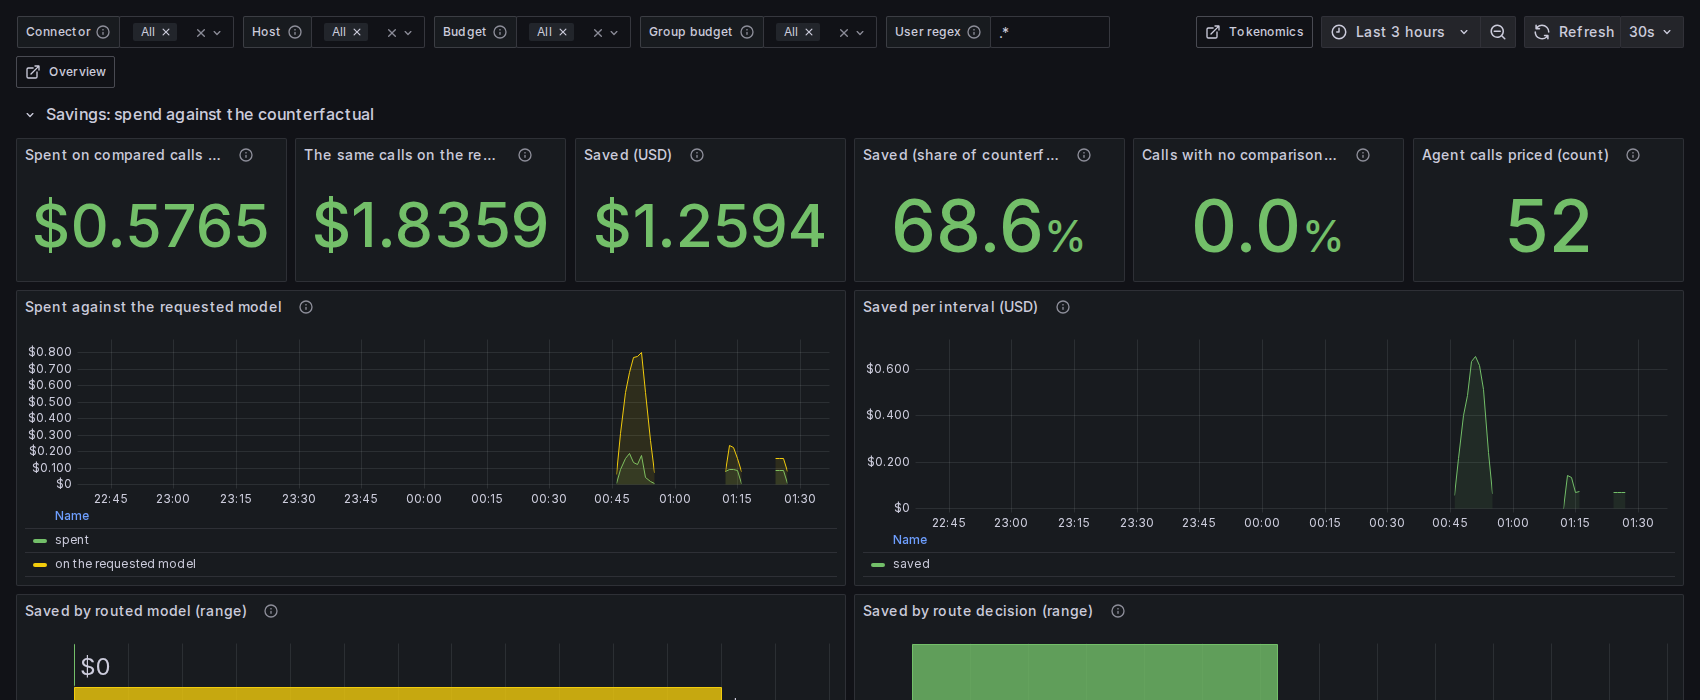 Connector All Host All Budget All Group budget All User regex .* Tokenomics Last 3 hours Refresh 30s
Overview
Savings: spend against the counterfactual
Spent on compared calls ... The same calls on the re... Saved (USD) Saved (share of counterf... Calls with no comparison... Agent calls priced (count)
$0.5765 $1.8359 $1.2594 68.6% 0.0% 52
Spent against the requested model
$0.800
$0.700
$0.600
$0.500
$0.400
$0.300
$0.200
$0.100
$0
22:45 23:00 23:15 23:30 23:45 00:00 00:15 00:30 00:45 01:00 01:15 01:30
Name
spent
on the requested model
Saved per interval (USD)
$0.600
$0.400
$0.200
$0
22:45 23:00 23:15 23:30 23:45 00:00 00:15 00:30 00:45 01:00 01:15 01:30
Name
saved
Saved by routed model (range)
$0
Saved by route decision (range)